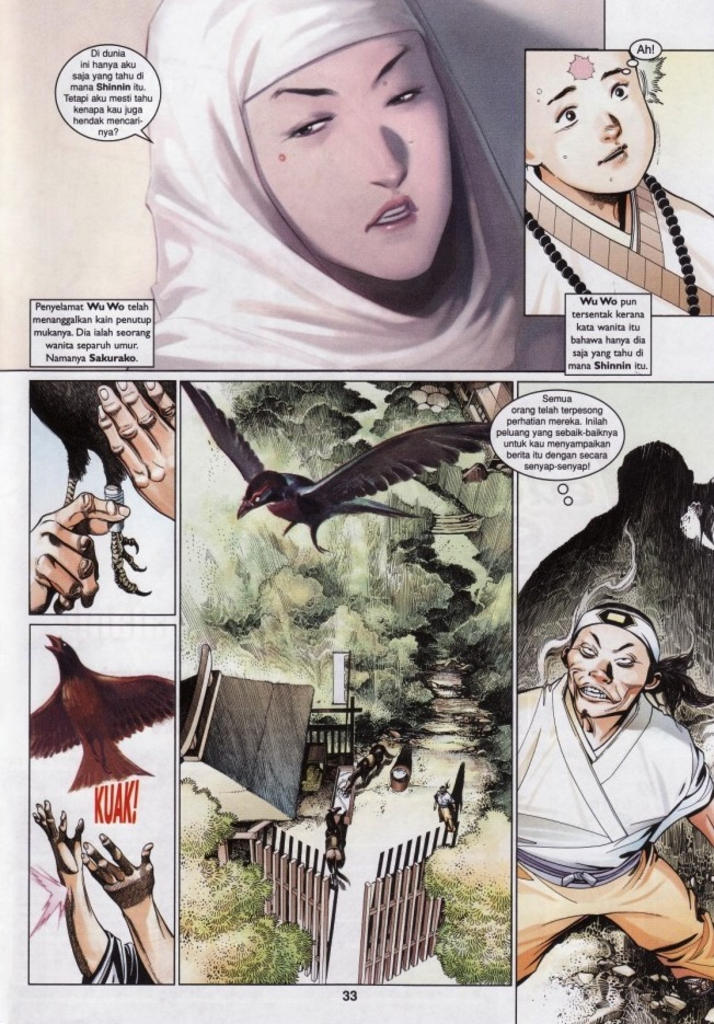 Di dunia
ini hanya aku
saja yang tahu di
mana Shinnin itu.
Tetapi aku mesti tahu
kenapa kau juga
hendak mencari-
nya?
Ah!
Penyelamat Wu Wo telah
menanggalkan kain penutup
mukanya. Dia ialah seorang
wanita separuh umur.
Namanya Sakurako.
Wu Wo pun
tersentak kerana
kata wanita itu
bahawa hanya dia
saja yang tahu di
mana Shinnin itu.
Semua
orang telah terpesong
perhatian mereka. Inilah
peluang yang sebaik-baiknya
untuk kau menyampaikan
berita itu dengan secara
senyap-senyap!
KUAK!
33